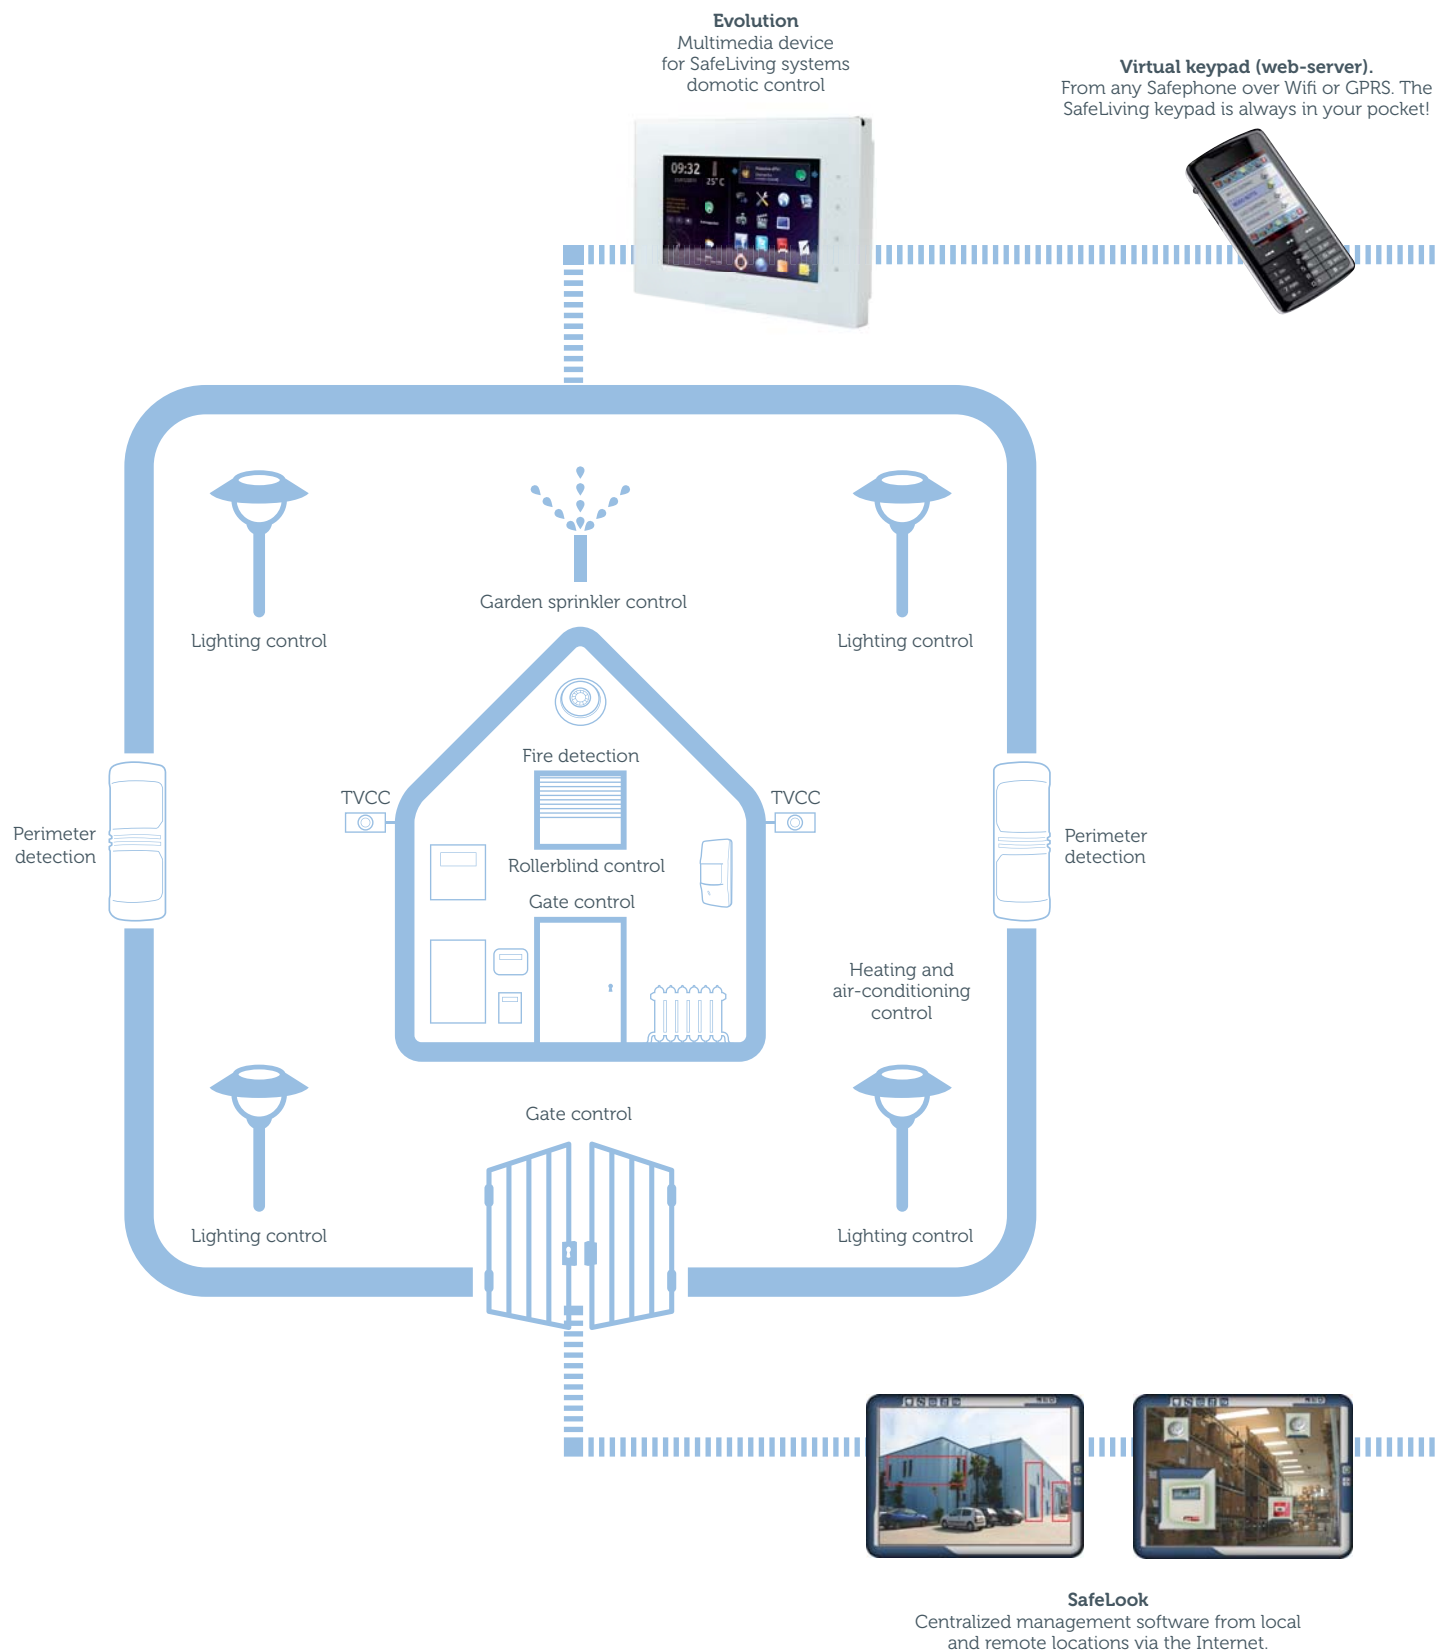 Evolution
Multimedia device
for SafeLiving systems
domotic control
Virtual keypad (web-server).
From any Safephone over Wifi or GPRS. The
SafeLiving keypad is always in your pocket!
09:32
25°C
Garden sprinkler control
Lighting control
Lighting control
Fire detection
TVCC
TVCC
Perimeter
detection
Perimeter
detection
Rollerblind control
Gate control
Heating and
air-conditioning
control
Gate control
Lighting control
Lighting control
SafeLook
Centralized management software from local
and remote locations via the Internet.